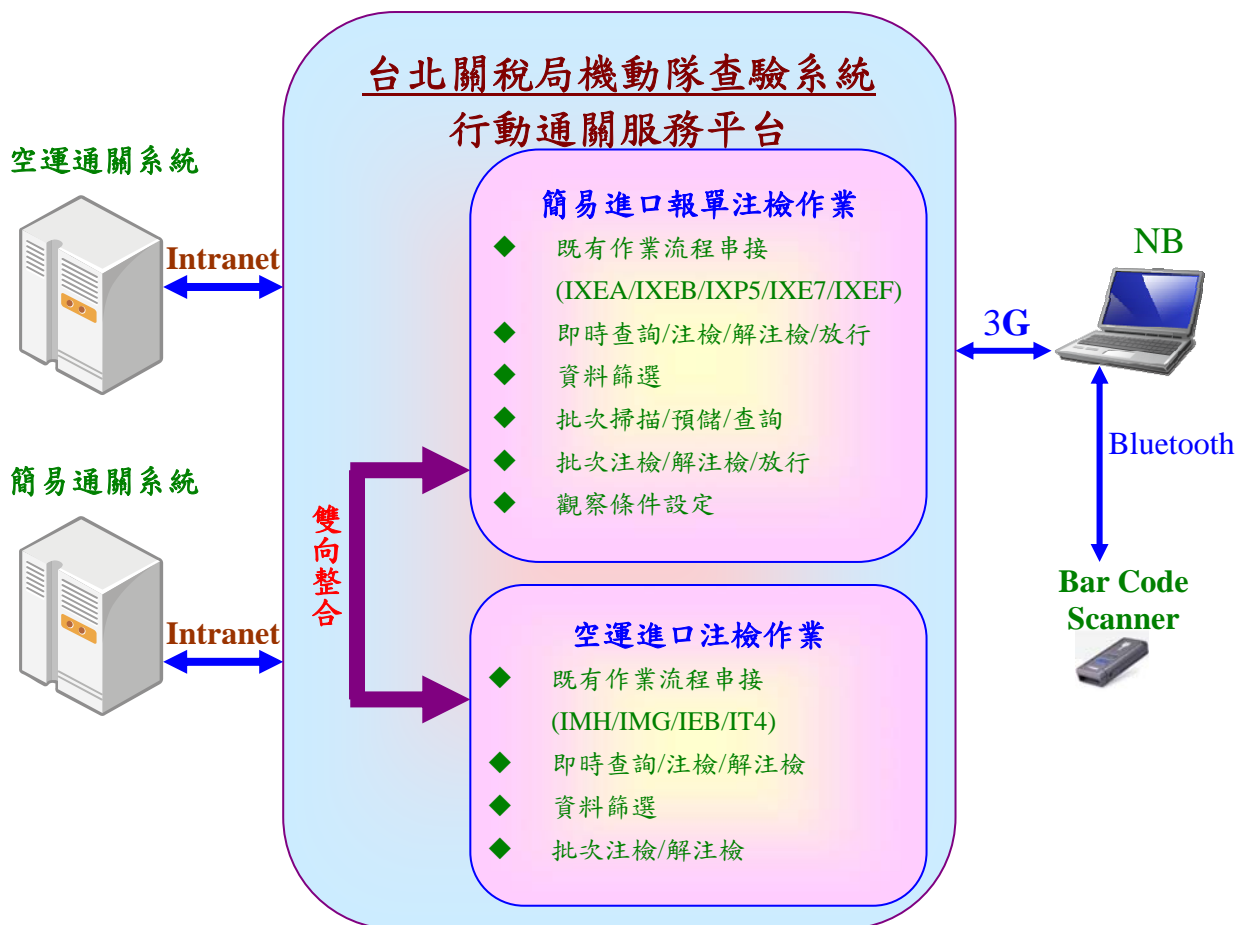 台北關稅局機動隊查驗系統
行動通關服務平台
空運通關系統
Intranet
簡易通關系統
Intranet
雙向整合
簡易進口報單注檢作業
◆ 既有作業流程串接
(IXEA/IXEB/IXP5/IXE7/IXEF)
◆ 即時查詢/注檢/解注檢/放行
◆ 資料篩選
◆ 批次掃描/預儲/查詢
◆ 批次注檢/解注檢/放行
◆ 觀察條件設定
空運進口注檢作業
◆ 既有作業流程串接
(IMH/IMG/IEB/IT4)
◆ 即時查詢/注檢/解注檢
◆ 資料篩選
◆ 批次注檢/解注檢
3G
NB
Bluetooth
Bar Code
Scanner